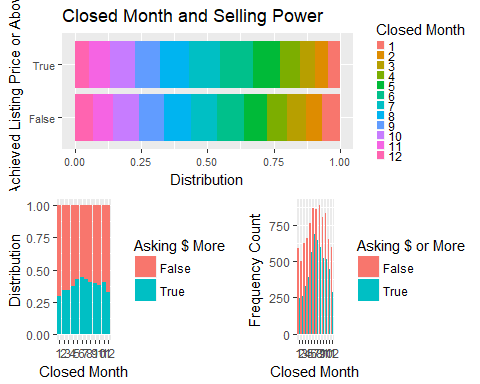 Closed Month and Selling Power
Achieved Listing Price or Abov
True
False
0.00 0.25 0.50 0.75 1.00
Distribution
Closed Month
1
2
3
4
5
6
7
8
9
10
11
12
Distribution
1.00
0.75
0.50
0.25
0.00
123456789101112
Closed Month
Asking $ More
False
True
Frequency Count
750
500
250
0
123456789101112
Closed Month
Asking $ or More
False
True